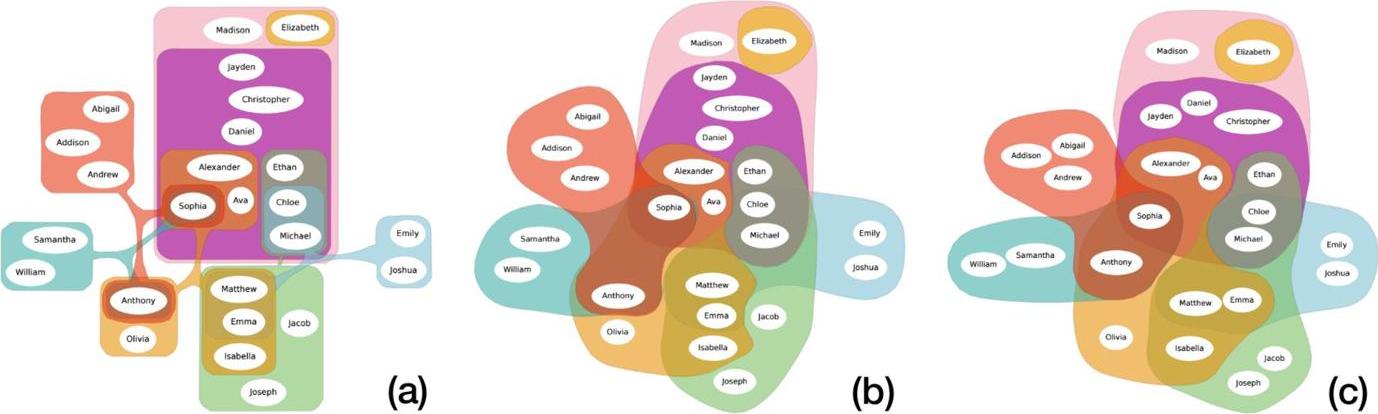 Madison
Elizabeth
Jayden
Christopher
Daniel
Abigail
Addison
Andrew
Alexander
Ethan
Sophia
Ava
Chloe
Michael
Samantha
William
Emily
Joshua
Anthony
Olivia
Matthew
Emma
Jacob
Isabella
Joseph
(a)
Madison
Elizabeth
Jayden
Christopher
Daniel
Abigail
Addison
Andrew
Alexander
Ethan
Sophia
Ava
Chloe
Michael
Samantha
William
Emily
Joshua
Anthony
Olivia
Matthew
Emma
Jacob
Isabella
Joseph
(b)
Madison
Elizabeth
Daniel
Jayden
Christopher
Abigail
Addison
Andrew
Alexander
Ava
Ethan
Sophia
Chloe
Michael
Samantha
William
Anthony
Emily
Joshua
Matthew
Emma
Olivia
Isabella
Jacob
Joseph
(c)